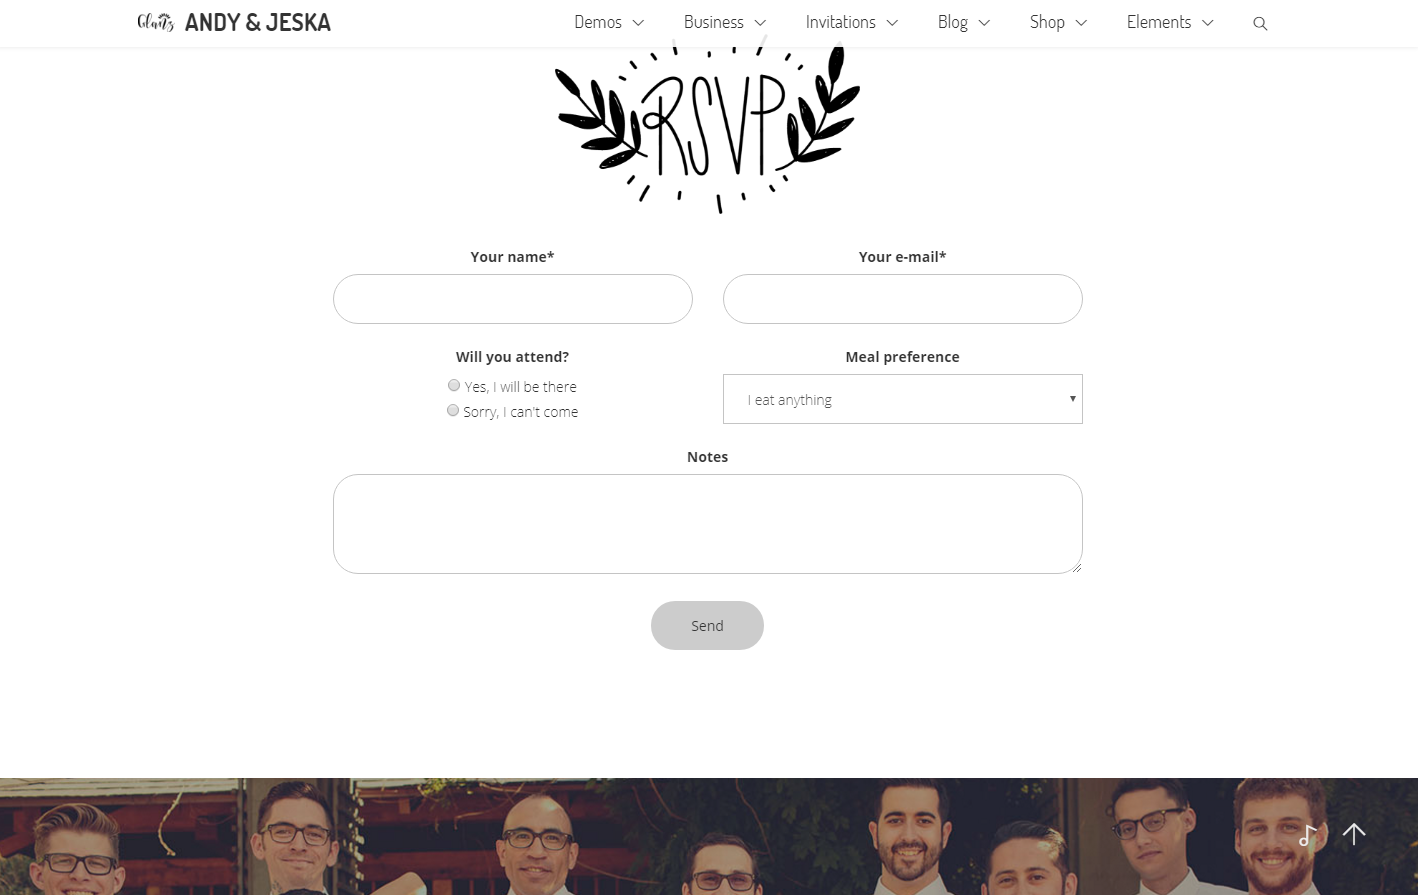 Glanz ANDY & JESKA Demos Business Invitations Blog Shop Elements
RSVP
Your name* Your e-mail*
Will you attend? Meal preference
Yes, I will be there
I eat anything
Sorry, I can't come
Notes
Send